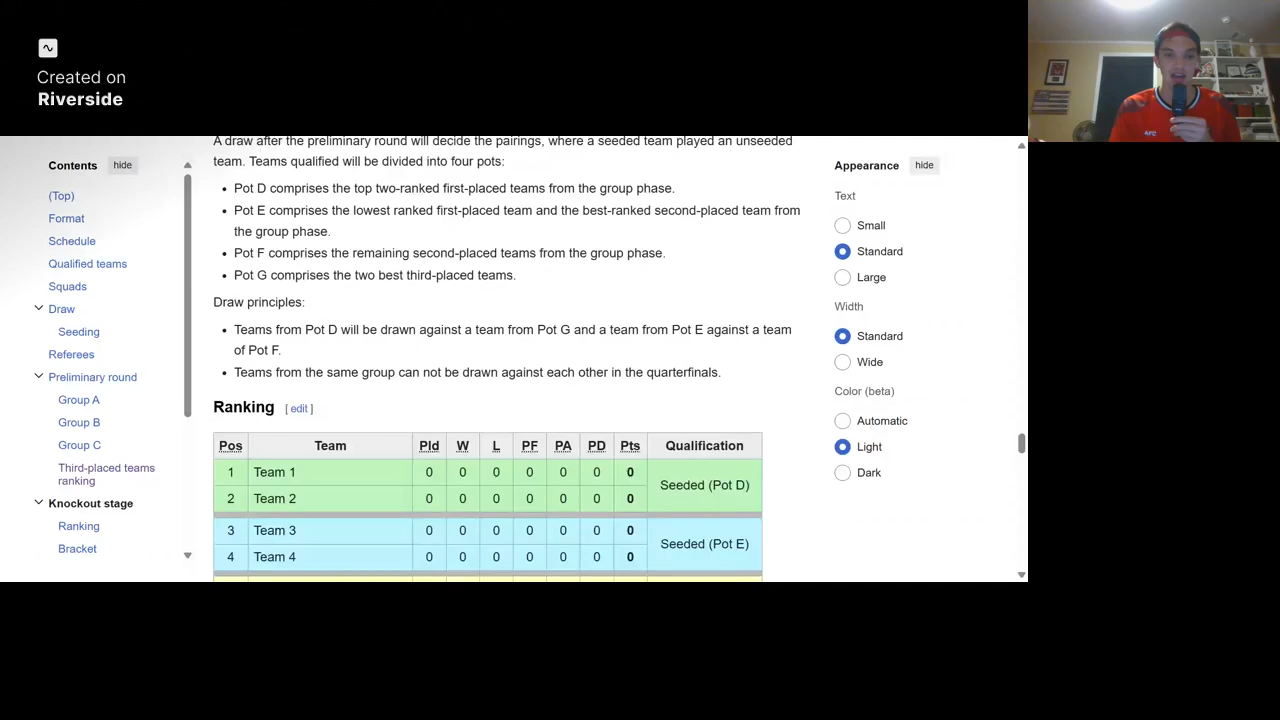 Created on
Riverside
A draw after the preliminary round will decide the pairings, where a seeded team played an unseeded
team. Teams qualified will be divided into four pots:
Pot D comprises the top two-ranked first-placed teams from the group phase.
Pot E comprises the lowest ranked first-placed team and the best-ranked second-placed team from
the group phase.
Pot F comprises the remaining second-placed teams from the group phase.
Pot G comprises the two best third-placed teams.
Draw principles:
Teams from Pot D will be drawn against a team from Pot G and a team from Pot E against a team
of Pot F.
Teams from the same group can not be drawn against each other in the quarterfinals.
Ranking [ edit ]
Pos Team Pld W L PF PA PD Pts Qualification
1 Team 1 0 0 0 0 0 0 0 Seeded (Pot D)
2 Team 2 0 0 0 0 0 0 0
3 Team 3 0 0 0 0 0 0 0 Seeded (Pot E)
4 Team 4 0 0 0 0 0 0 0
Contents hide
(Top)
Format
Schedule
Qualified teams
Squads
Draw
Seeding
Referees
Preliminary round
Group A
Group B
Group C
Third-placed teams
ranking
Knockout stage
Ranking
Bracket
Appearance hide
Text
Small
Standard
Large
Width
Standard
Wide
Color (beta)
Automatic
Light
Dark
AFC